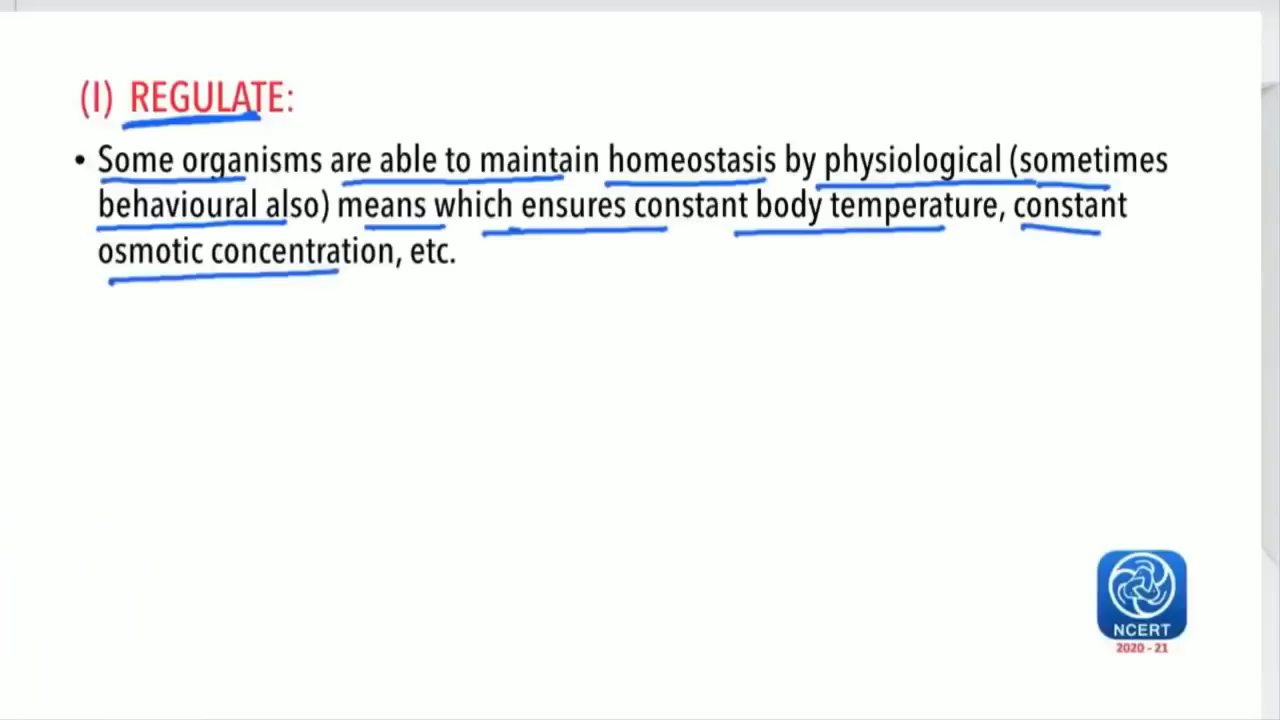 (I) REGULATE:
• Some organisms are able to maintain homeostasis by physiological (sometimes
behavioural also) means which ensures constant body temperature, constant
osmotic concentration, etc.
NCERT
2020 - 21